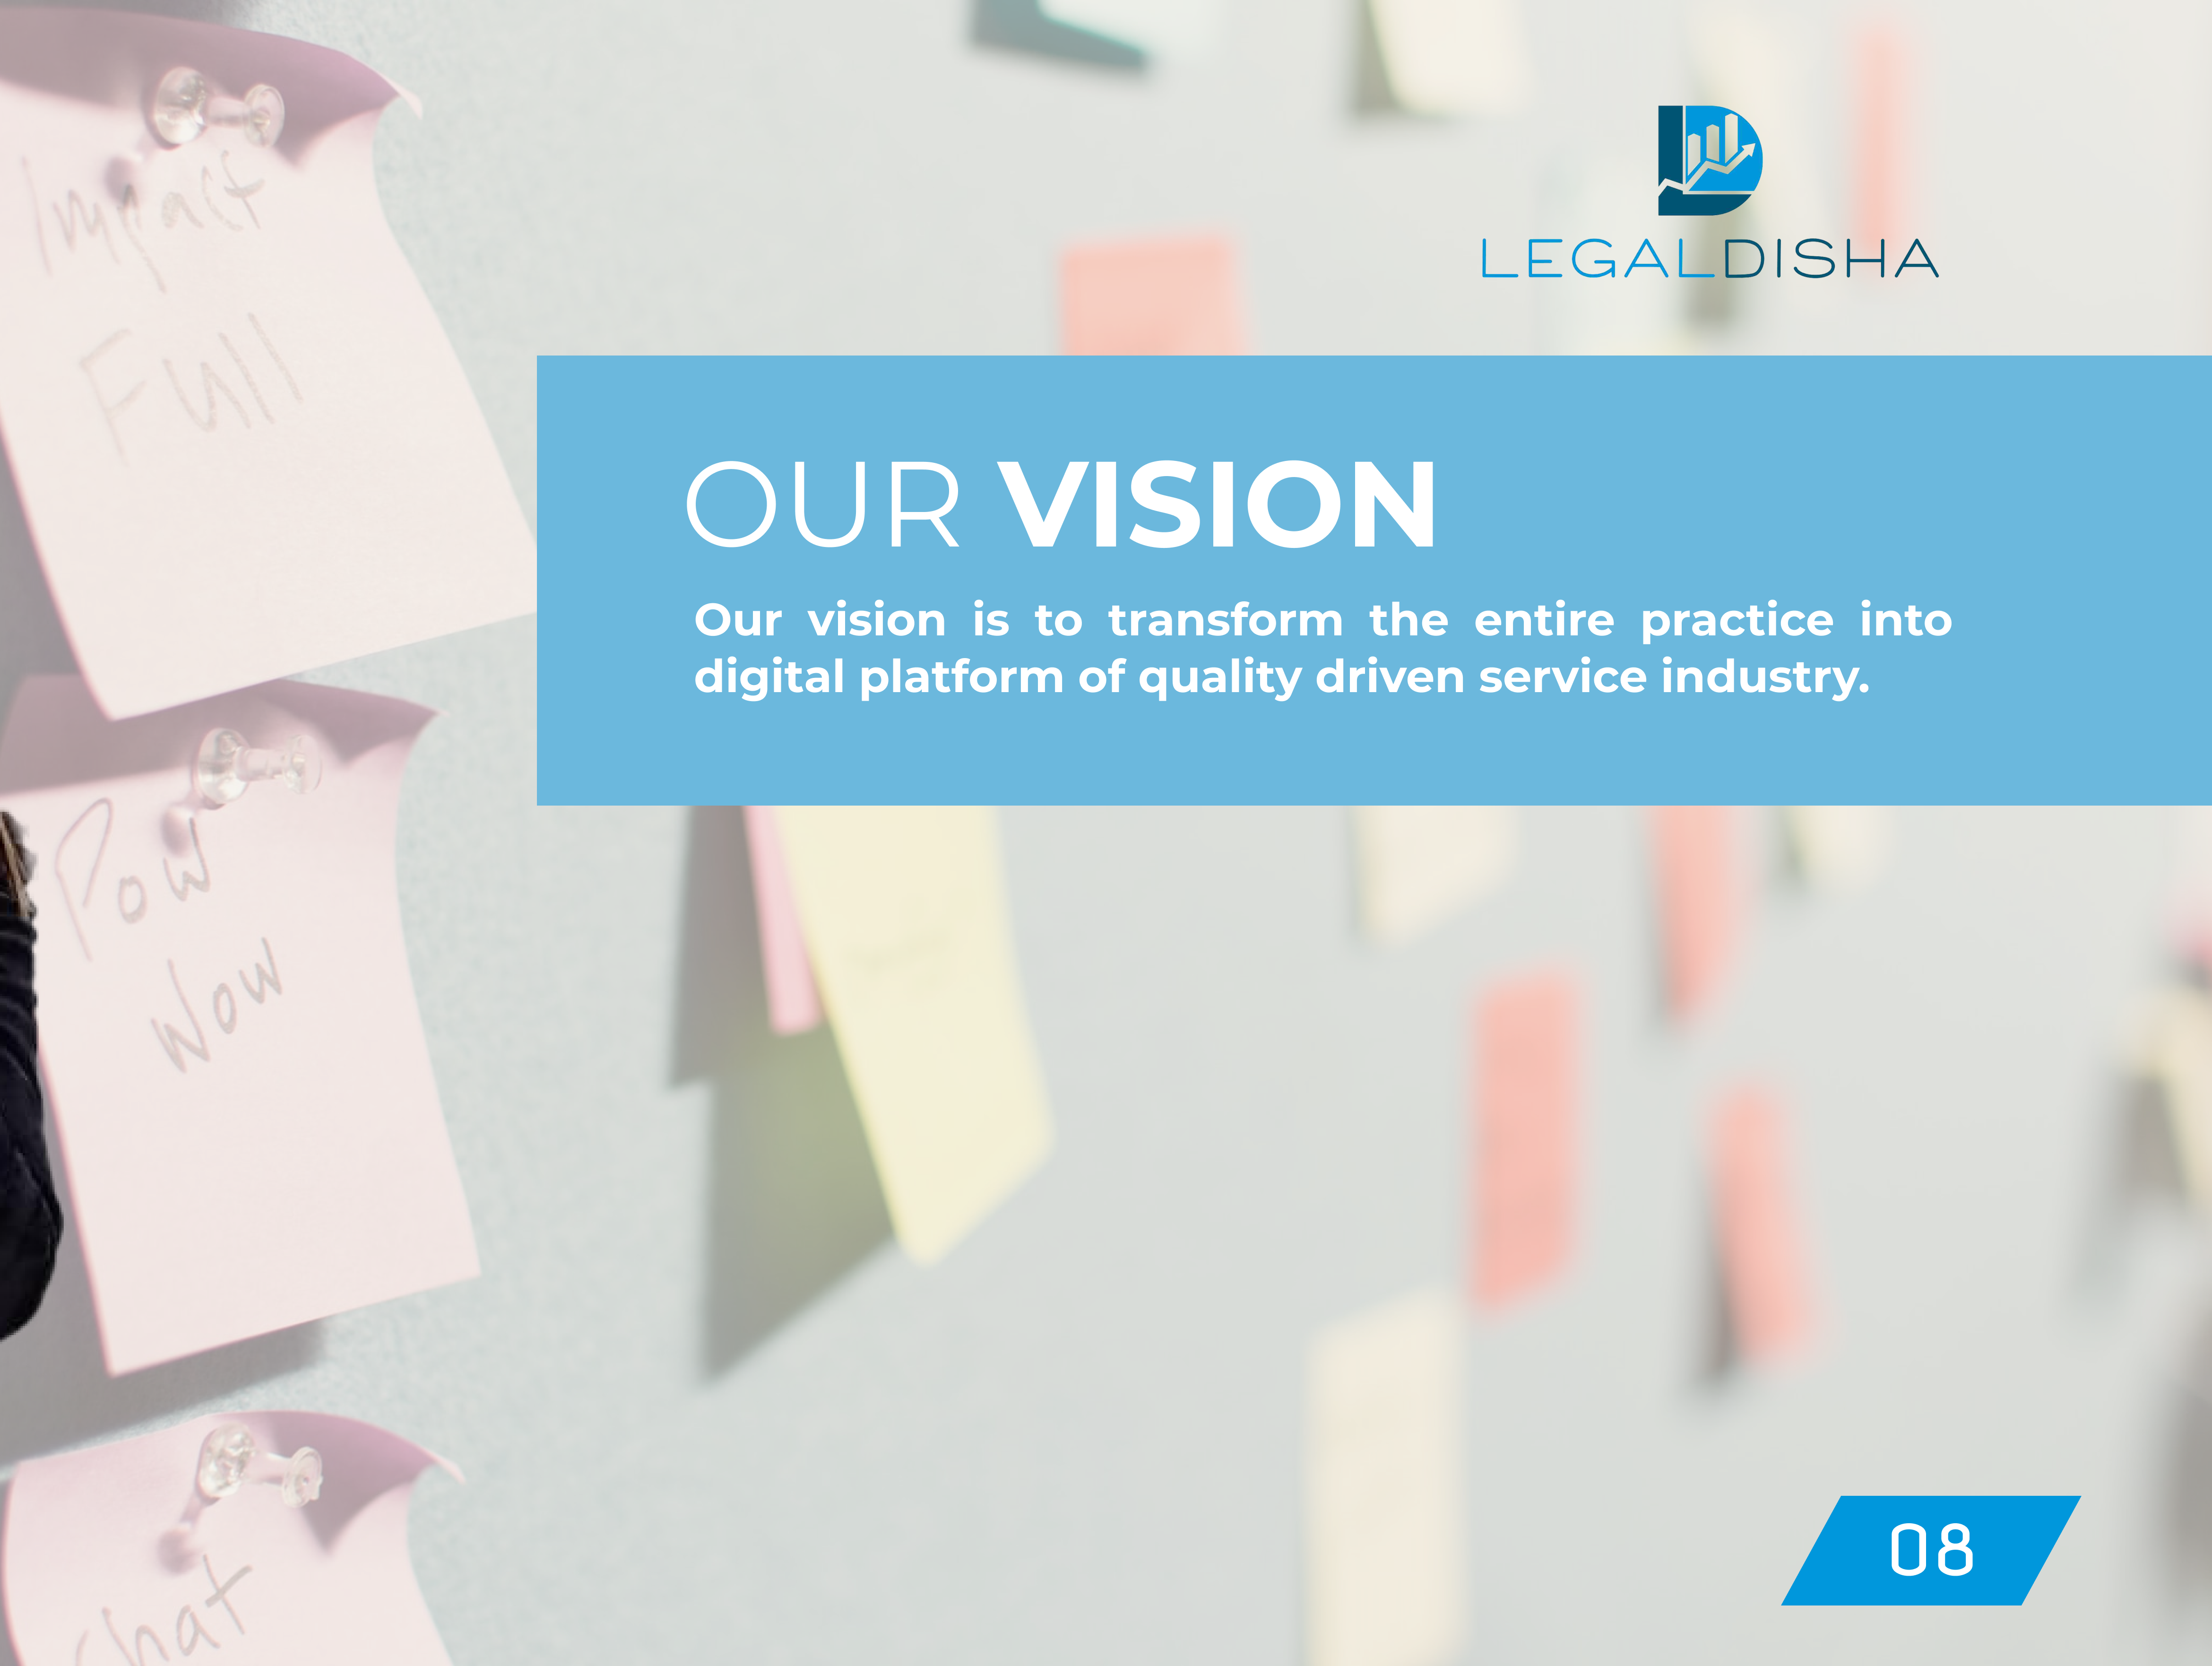 Impact
Full
LEGALDISHA
OUR VISION
Our vision is to transform the entire practice into
digital platform of quality driven service industry.
Pow
Wow
08